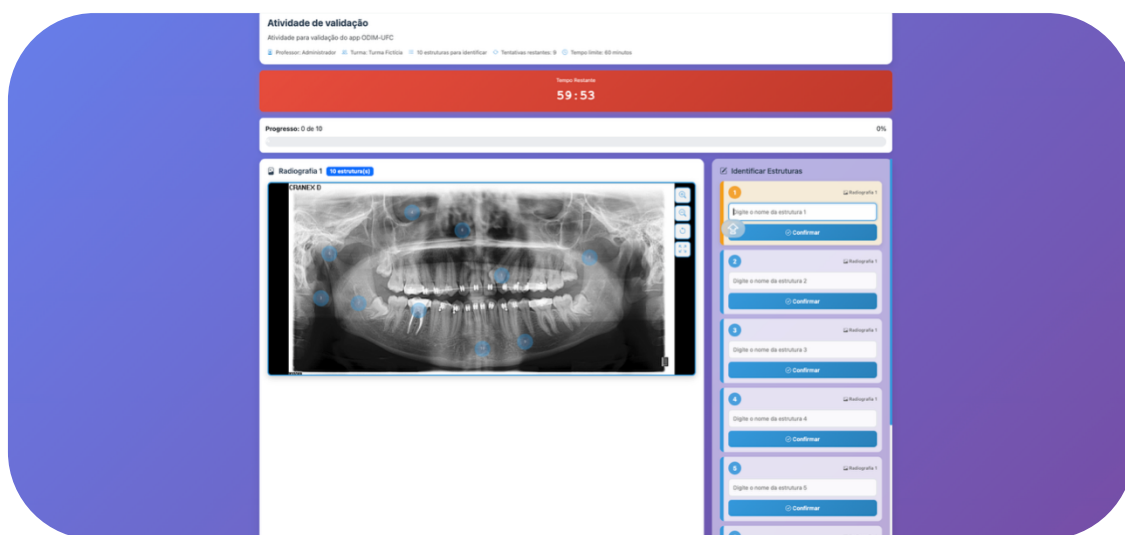 Atividade de validação
Atividade para validação do app ODIM-UFC
Professor: Administrador Turma: Turma Fictícia 10 estruturas para identificar Tentativas restantes: 9 Tempo limite: 60 minutos
Tempo Restante
59:53
Progresso: 0 de 10 0%
Radiografia 1 10 estrutura(s)
CRANEX D
Identificar Estruturas
1 Radiografia 1
Digite o nome da estrutura 1
Confirmar
2 Radiografia 1
Digite o nome da estrutura 2
Confirmar
3 Radiografia 1
Digite o nome da estrutura 3
Confirmar
4 Radiografia 1
Digite o nome da estrutura 4
Confirmar
5 Radiografia 1
Digite o nome da estrutura 5
Confirmar